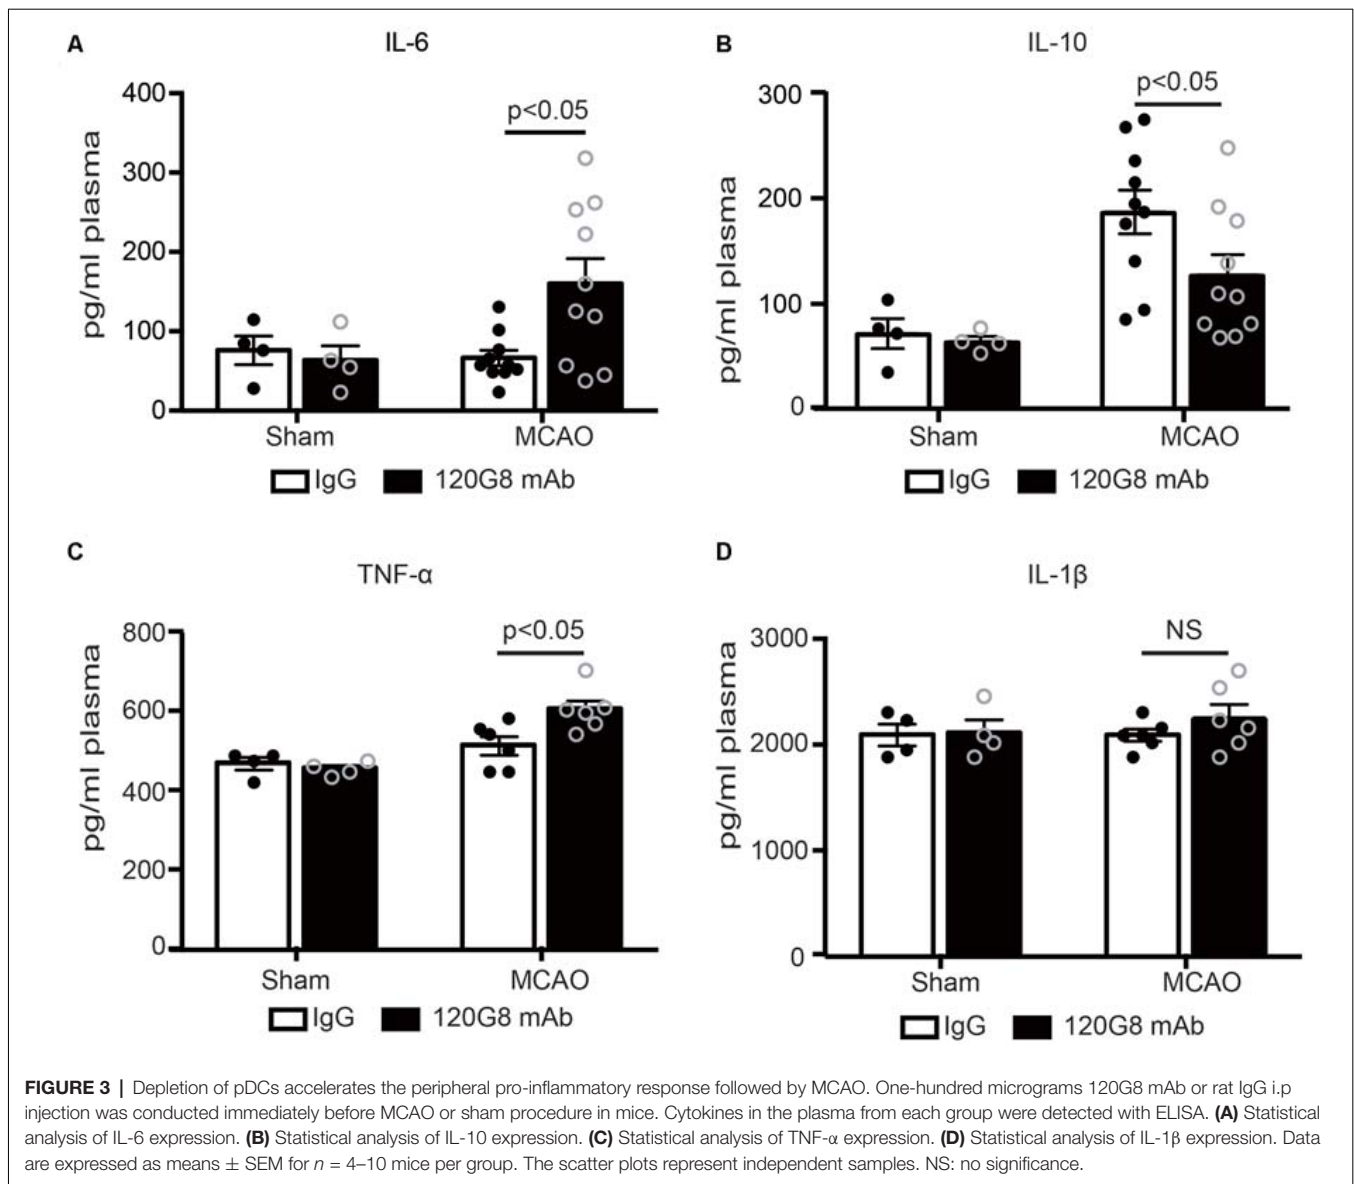 A
IL-6
400
300
200
100
0
pg/ml plasma
p<0.05
Sham
MCAO
IgG
120G8 mAb
B
IL-10
300
200
100
0
pg/ml plasma
p<0.05
Sham
MCAO
IgG
120G8 mAb
C
TNF-α
800
600
400
200
0
pg/ml plasma
p<0.05
Sham
MCAO
IgG
120G8 mAb
D
IL-1β
3000
2000
1000
0
pg/ml plasma
NS
Sham
MCAO
IgG
120G8 mAb
FIGURE 3 | Depletion of pDCs accelerates the peripheral pro-inflammatory response followed by MCAO. One-hundred micrograms 120G8 mAb or rat IgG i.p
injection was conducted immediately before MCAO or sham procedure in mice. Cytokines in the plasma from each group were detected with ELISA. (A) Statistical
analysis of IL-6 expression. (B) Statistical analysis of IL-10 expression. (C) Statistical analysis of TNF-α expression. (D) Statistical analysis of IL-1β expression. Data
are expressed as means ± SEM for n = 4–10 mice per group. The scatter plots represent independent samples. NS: no significance.